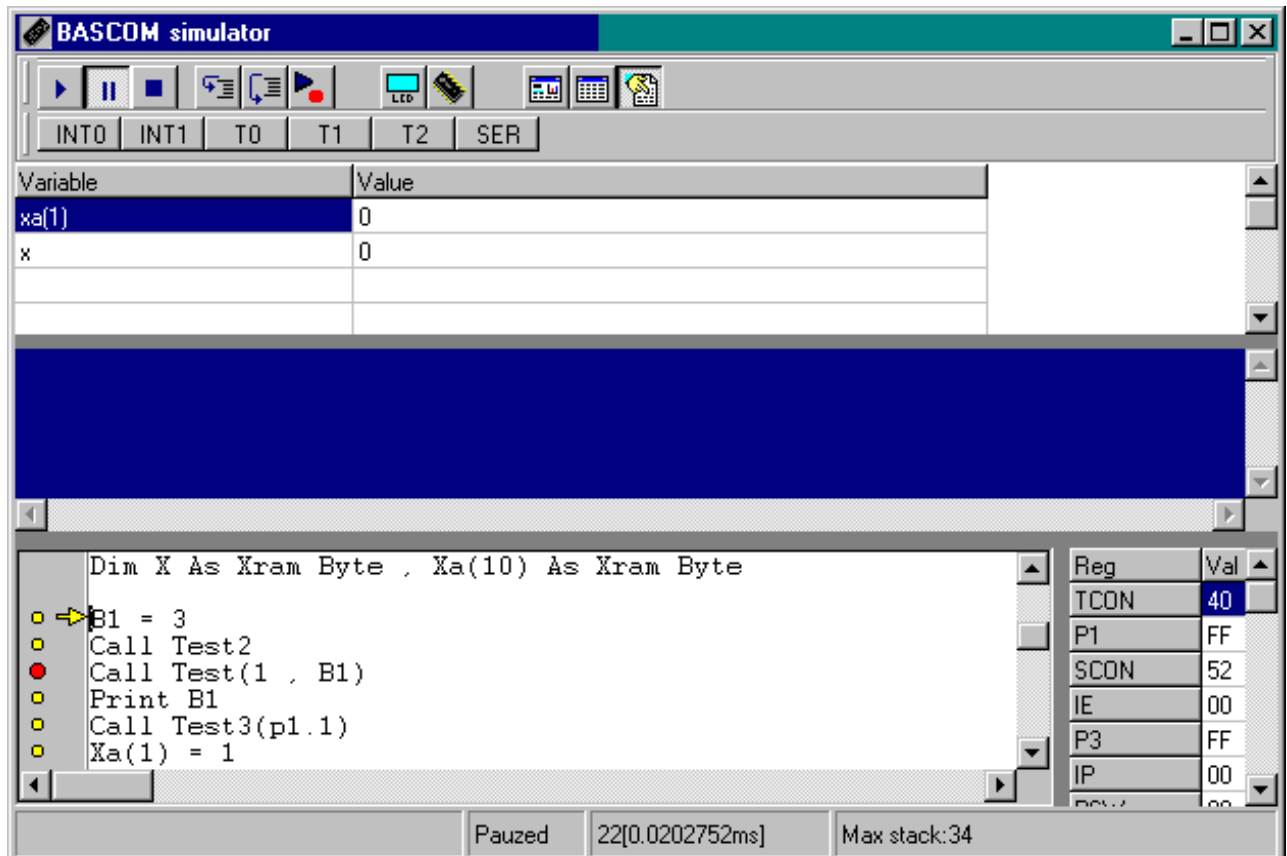 BASCOM simulator
LCD
INT0 INT1 T0 T1 T2 SER
Variable Value
xa(1) 0
x 0
Dim X As Xram Byte , Xa(10) As Xram Byte
B1 = 3
Call Test2
Call Test(1 , B1)
Print B1
Call Test3(p1.1)
Xa(1) = 1
Reg Val
TCON 40
P1 FF
SCON 52
IE 00
P3 FF
IP 00
Pauzed 22[0.0202752ms] Max stack:34